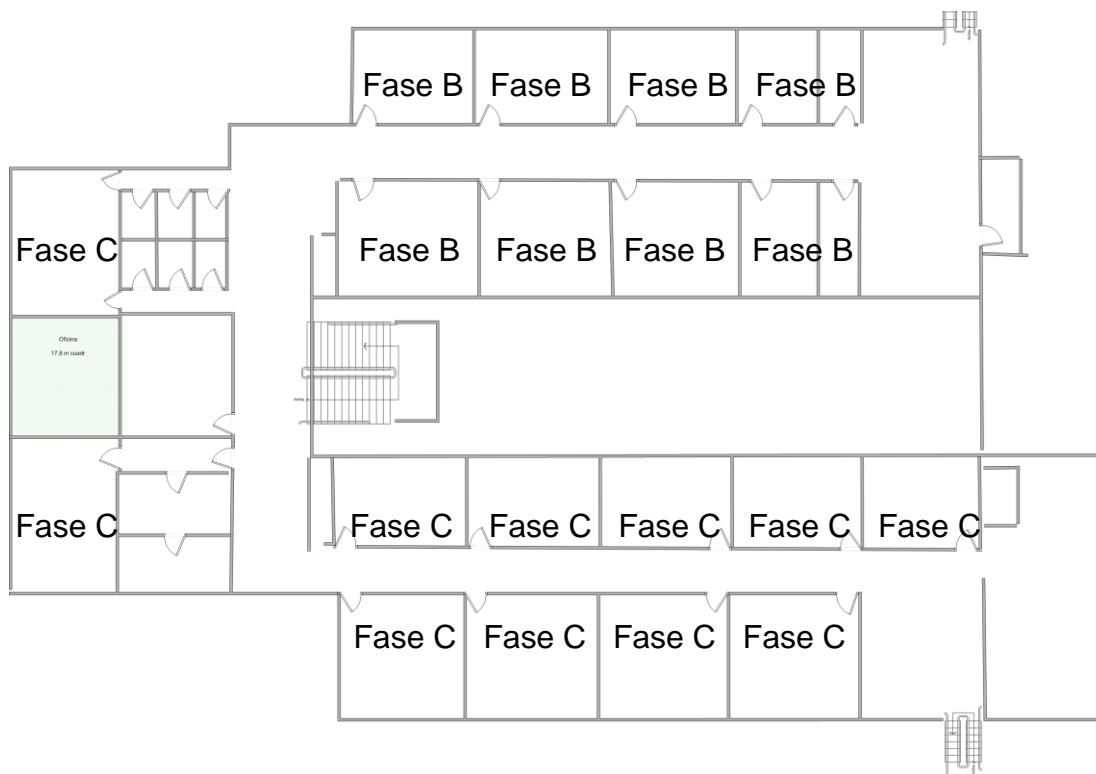 Fase B Fase B Fase B Fase B
Fase C Fase B Fase B Fase B Fase B
Oficina
17,8 m cuadr
Fase C Fase C Fase C Fase C Fase C Fase C
Fase C Fase C Fase C Fase C